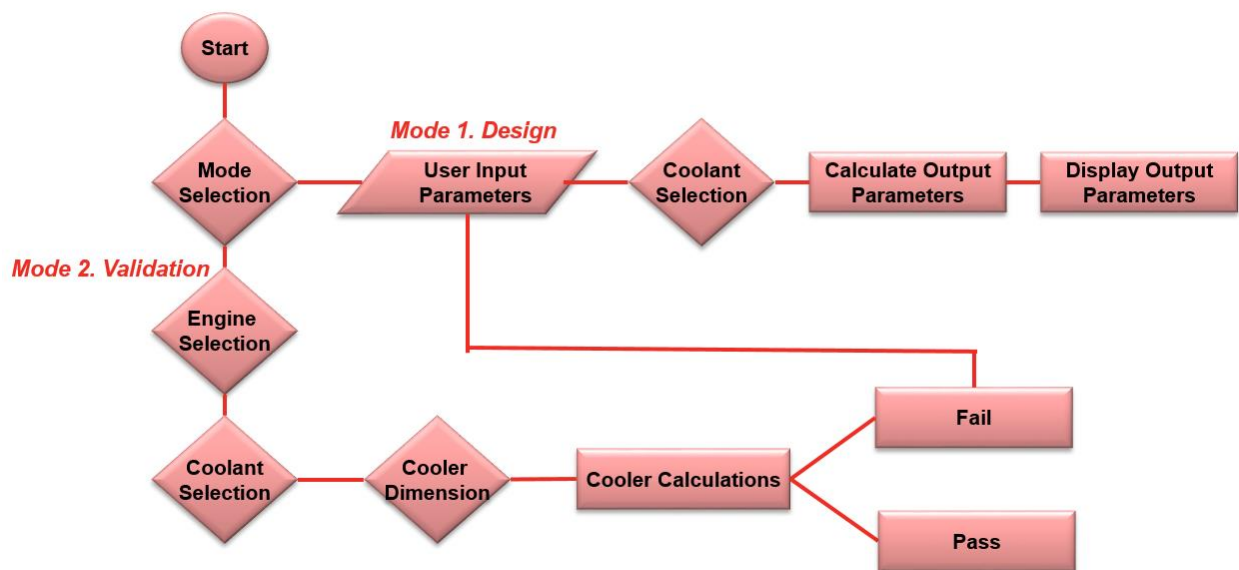 Start
Mode 1. Design
Mode
Selection
User Input
Parameters
Coolant
Selection
Calculate Output
Parameters
Display Output
Parameters
Mode 2. Validation
Engine
Selection
Coolant
Selection
Cooler
Dimension
Cooler Calculations
Fail
Pass